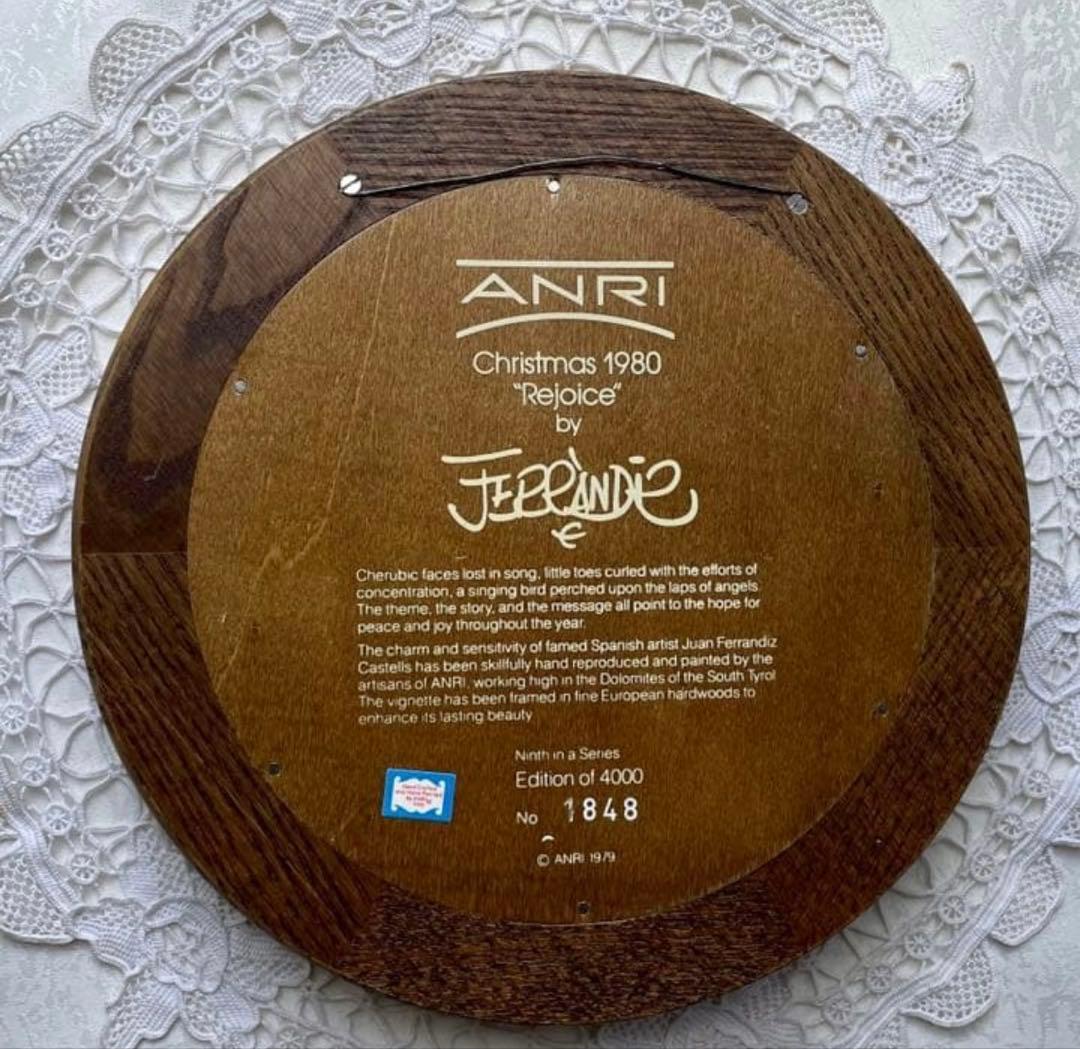 ANRI
Christmas 1980
"Rejoice"
by
FERRÀNDIZ
Cherubic faces lost in song, little toes curled with the efforts of
concentration, a singing bird perched upon the laps of angels.
The theme, the story, and the message all point to the hope for
peace and joy throughout the year.
The charm and sensitivity of famed Spanish artist Juan Ferrandiz
Castells has been skillfully hand reproduced and painted by the
artisans of ANRI, working high in the Dolomites of the South Tyrol
The vignette has been framed in fine European hardwoods to
enhance its lasting beauty
Ninth in a Series
Edition of 4000
No 1848
© ANRI 1979